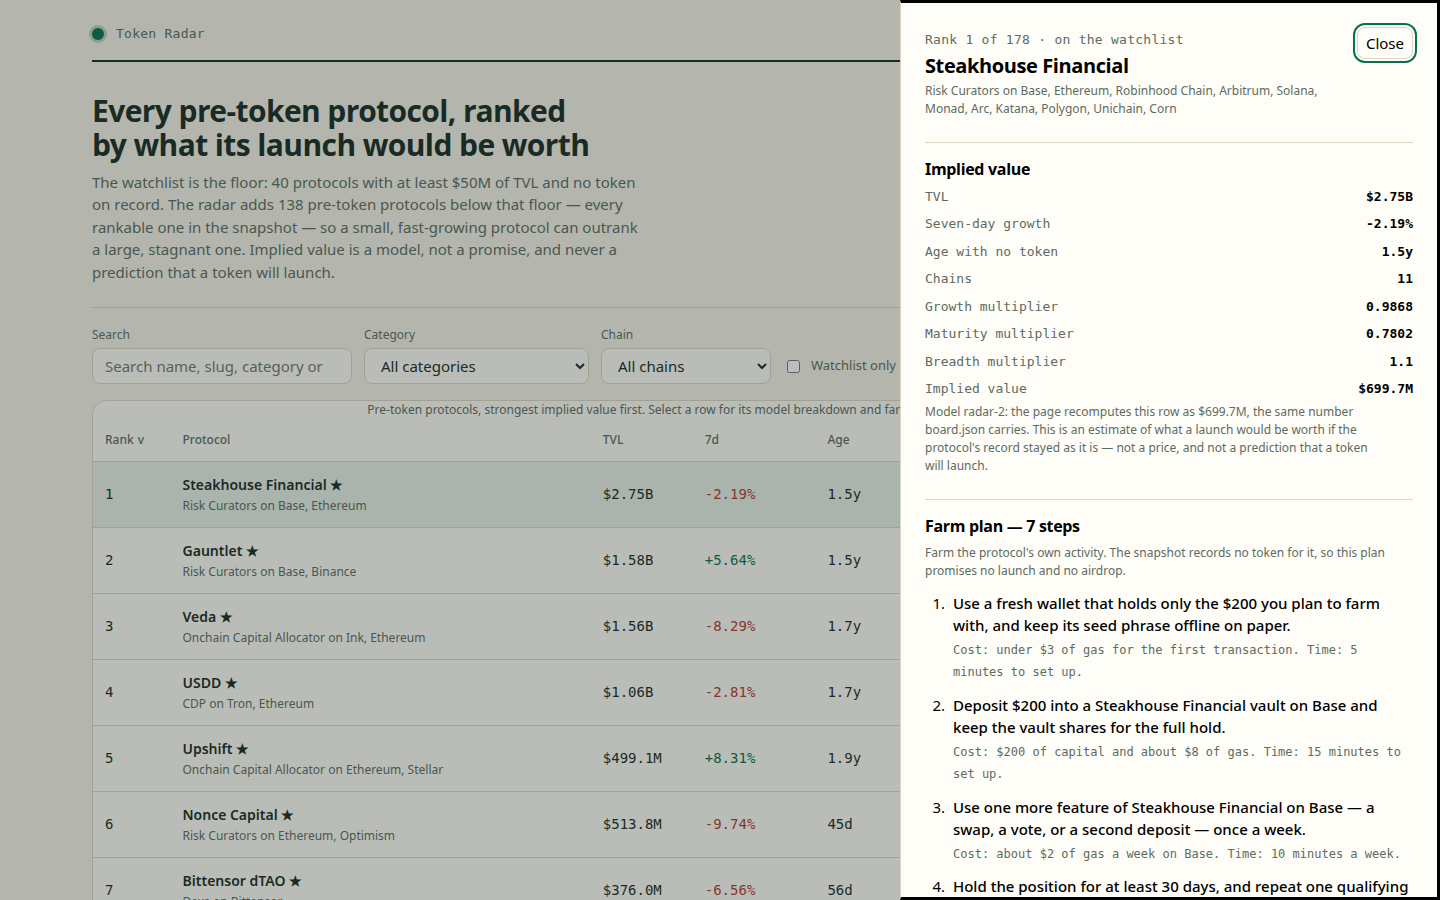 Token Radar
Every pre-token protocol, ranked
by what its launch would be worth
The watchlist is the floor: 40 protocols with at least $50M of TVL and no token
on record. The radar adds 138 pre-token protocols below that floor — every
rankable one in the snapshot — so a small, fast-growing protocol can outrank
a large, stagnant one. Implied value is a model, not a promise, and never a
prediction that a token will launch.
Search
Category
Chain
Search name, slug, category or
All categories
All chains
Watchlist only
Pre-token protocols, strongest implied value first. Select a row for its model breakdown and far
Rank v Protocol TVL 7d Age
1 Steakhouse Financial ★ $2.75B -2.19% 1.5y
Risk Curators on Base, Ethereum
2 Gauntlet ★ $1.58B +5.64% 1.5y
Risk Curators on Base, Binance
3 Veda ★ $1.56B -8.29% 1.7y
Onchain Capital Allocator on Ink, Ethereum
4 USDD ★ $1.06B -2.81% 1.7y
CDP on Tron, Ethereum
5 Upshift ★ $499.1M +8.31% 1.9y
Onchain Capital Allocator on Ethereum, Stellar
6 Nonce Capital ★ $513.8M -9.74% 45d
Risk Curators on Ethereum, Optimism
7 Bittensor dTAO ★ $376.0M -6.56% 56d
Rank 1 of 178 · on the watchlist
Close
Steakhouse Financial
Risk Curators on Base, Ethereum, Robinhood Chain, Arbitrum, Solana,
Monad, Arc, Katana, Polygon, Unichain, Corn
Implied value
TVL $2.75B
Seven-day growth -2.19%
Age with no token 1.5y
Chains 11
Growth multiplier 0.9868
Maturity multiplier 0.7802
Breadth multiplier 1.1
Implied value $699.7M
Model radar-2: the page recomputes this row as $699.7M, the same number
board.json carries. This is an estimate of what a launch would be worth if the
protocol's record stayed as it is — not a price, and not a prediction that a token
will launch.
Farm plan — 7 steps
Farm the protocol's own activity. The snapshot records no token for it, so this plan
promises no launch and no airdrop.
1. Use a fresh wallet that holds only the $200 you plan to farm
with, and keep its seed phrase offline on paper.
Cost: under $3 of gas for the first transaction. Time: 5
minutes to set up.
2. Deposit $200 into a Steakhouse Financial vault on Base and
keep the vault shares for the full hold.
Cost: $200 of capital and about $8 of gas. Time: 15 minutes to
set up.
3. Use one more feature of Steakhouse Financial on Base — a
swap, a vote, or a second deposit — once a week.
Cost: about $2 of gas a week on Base. Time: 10 minutes a week.
4. Hold the position for at least 30 days, and repeat one qualifying